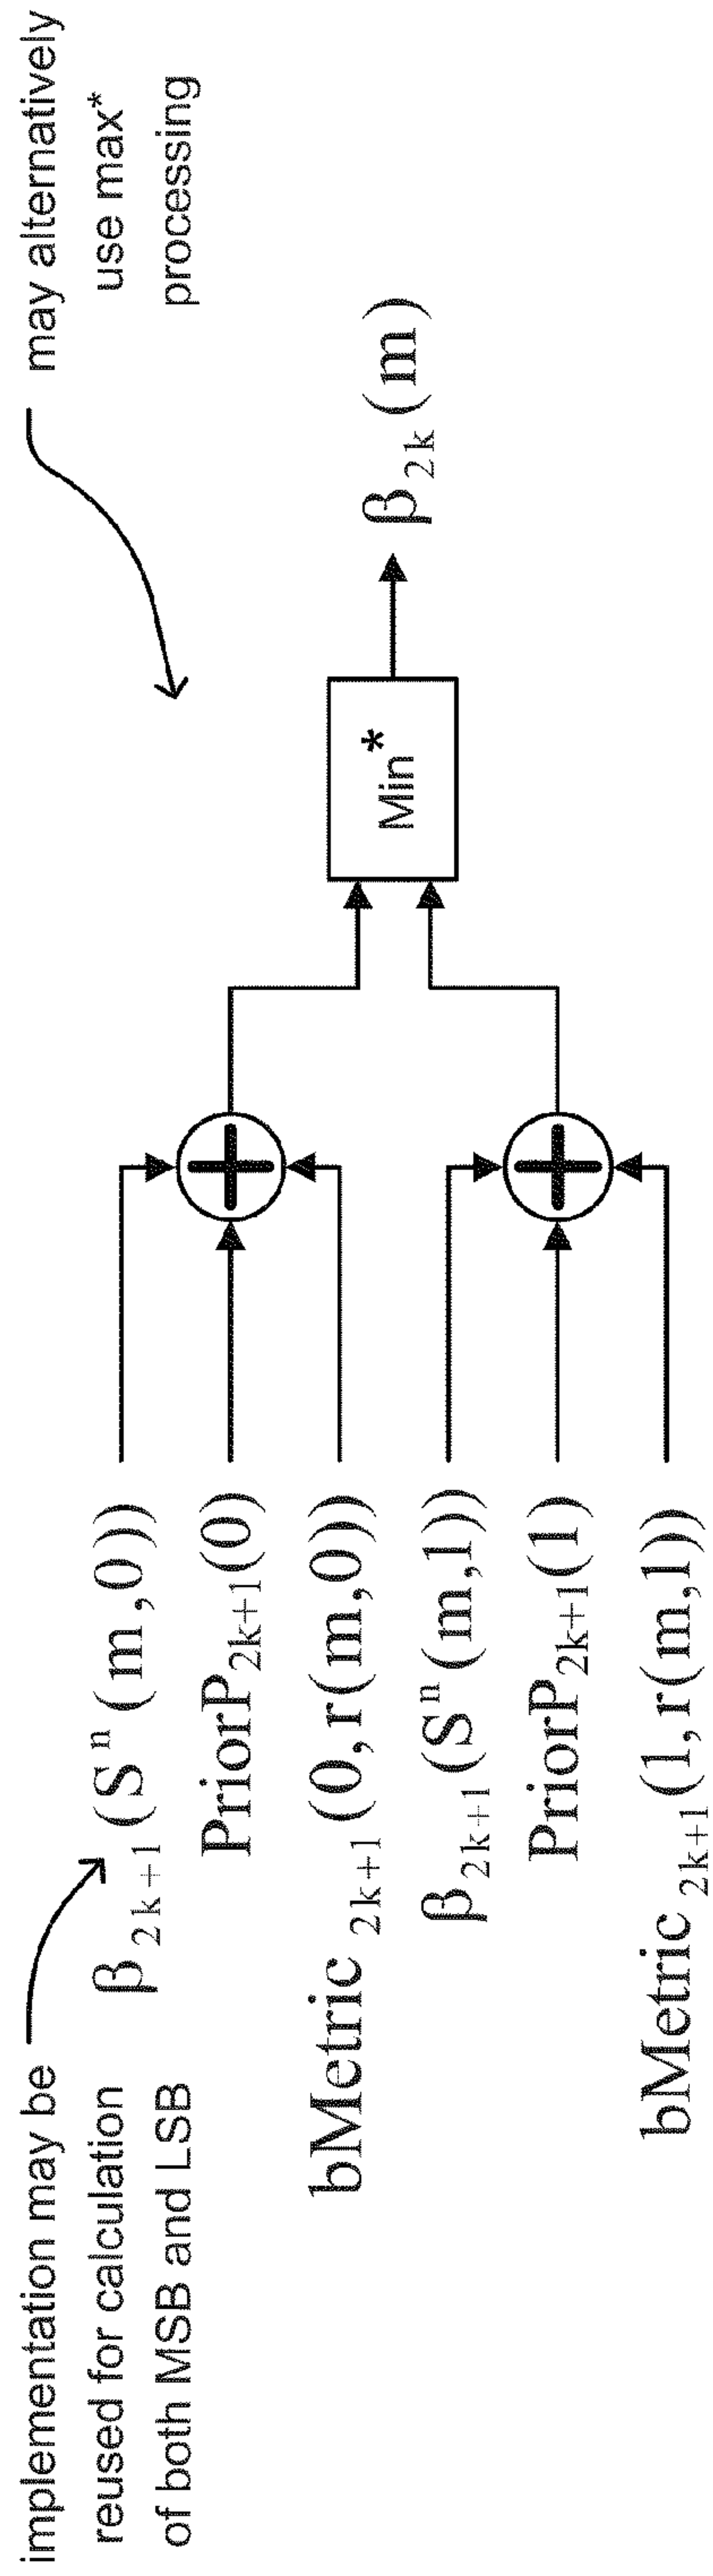 implementation may be
reused for calculation
of both MSB and LSB
may alternatively
use max*
processing
β₂ₖ₊₁(Sⁿ(m,0))
PriorP₂ₖ₊₁(0)
bMetric₂ₖ₊₁(0,r(m,0))
β₂ₖ₊₁(Sⁿ(m,1))
PriorP₂ₖ₊₁(1)
bMetric₂ₖ₊₁(1,r(m,1))
Min*
β₂ₖ(m)